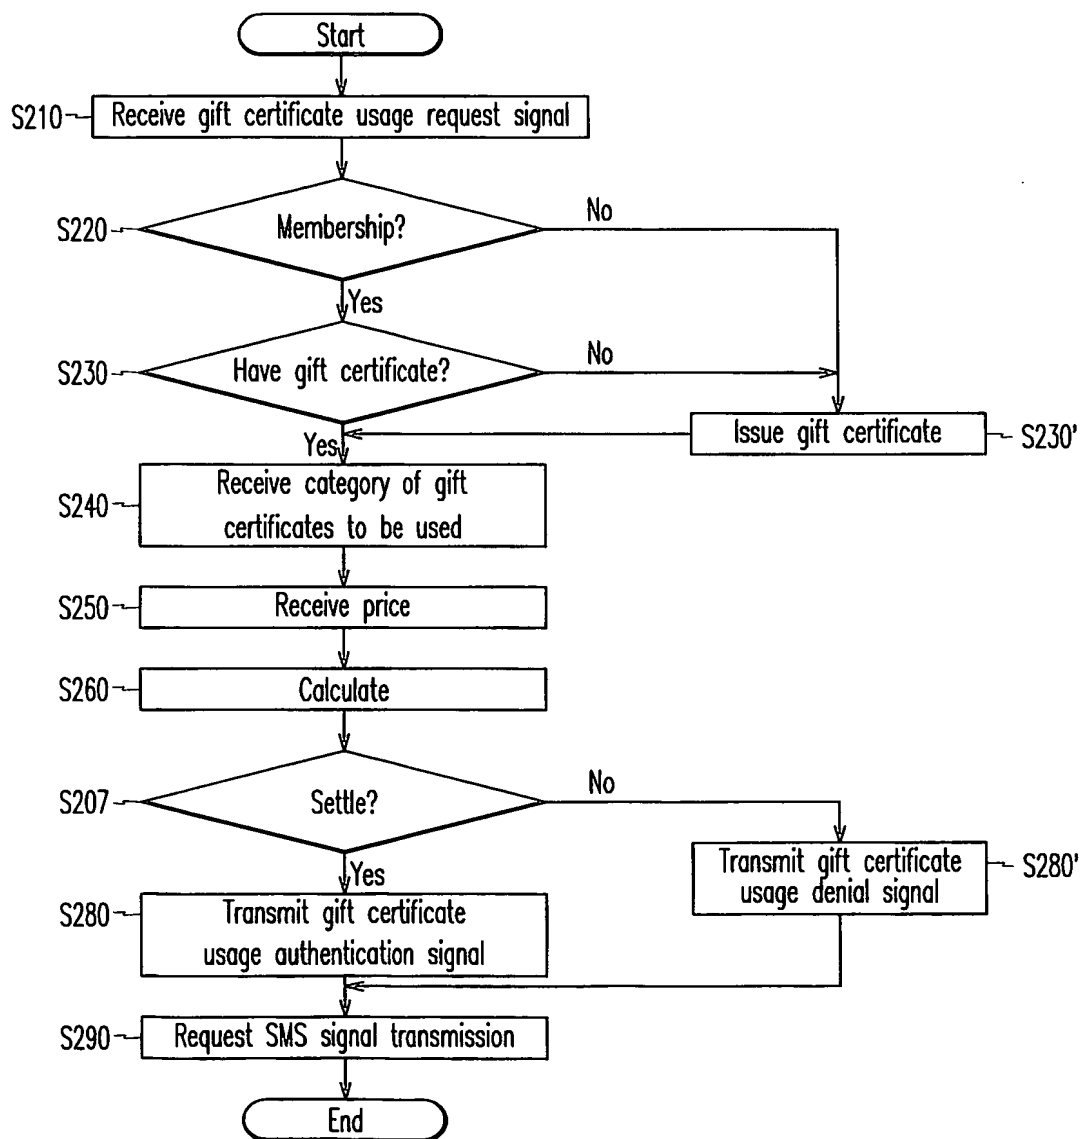 Start
S210
Receive gift certificate usage request signal
S220
Membership?
No
Yes
S230
Have gift certificate?
No
Yes
Issue gift certificate
S230'
S240
Receive category of gift
certificates to be used
S250
Receive price
S260
Calculate
S207
Settle?
No
Yes
Transmit gift certificate
usage denial signal
S280'
S280
Transmit gift certificate
usage authentication signal
S290
Request SMS signal transmission
End